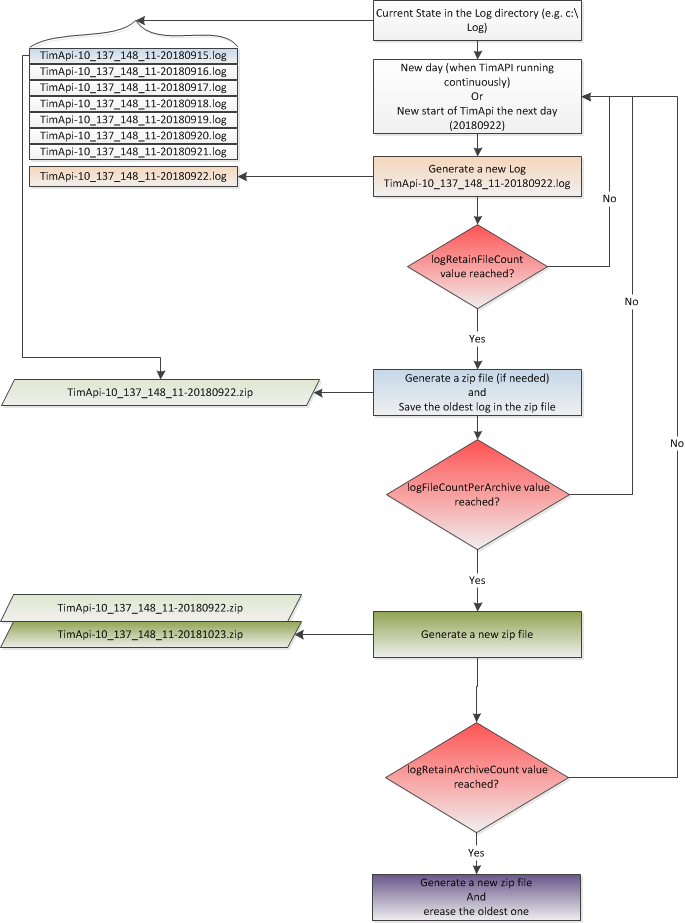 Current State in the Log directory (e.g. c:\
Log)
TimApi-10_137_148_11-20180915.log
TimApi-10_137_148_11-20180916.log
TimApi-10_137_148_11-20180917.log
TimApi-10_137_148_11-20180918.log
TimApi-10_137_148_11-20180919.log
TimApi-10_137_148_11-20180920.log
TimApi-10_137_148_11-20180921.log
New day (when TimAPI running
continuously)
Or
New start of TimApi the next day
(20180922)
TimApi-10_137_148_11-20180922.log
Generate a new Log
TimApi-10_137_148_11-20180922.log
No
logRetainFileCount
value reached?
No
Yes
TimApi-10_137_148_11-20180922.zip
Generate a zip file (if needed)
and
Save the oldest log in the zip file
No
logFileCountPerArchive value
reached?
Yes
TimApi-10_137_148_11-20180922.zip
TimApi-10_137_148_11-20181023.zip
Generate a new zip file
logRetainArchiveCount value
reached?
Yes
Generate a new zip file
And
erease the oldest one